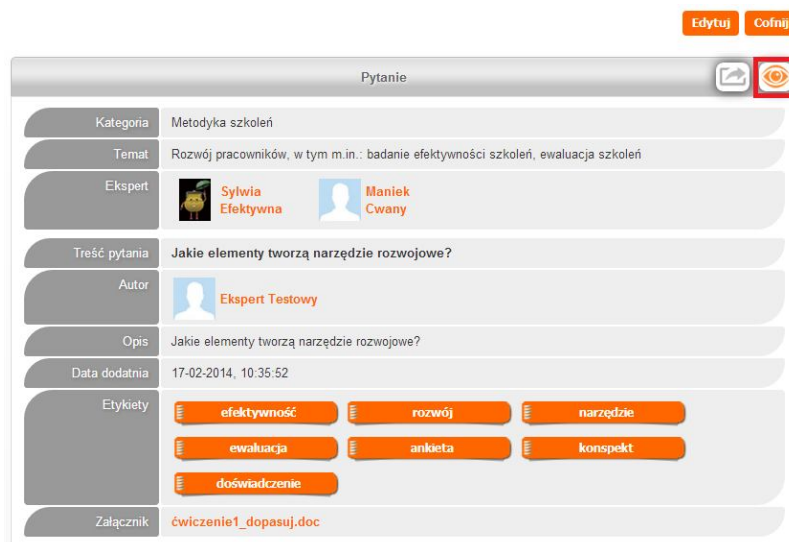 Edytuj Cofnij
Pytanie
Kategoria Metodyka szkoleń
Temat Rozwój pracowników, w tym m.in.: badanie efektywności szkoleń, ewaluacja szkoleń
Ekspert Sylwia Efektywna Maniek Cwany
Treść pytania Jakie elementy tworzą narzędzie rozwojowe?
Autor Ekspert Testowy
Opis Jakie elementy tworzą narzędzie rozwojowe?
Data dodatnia 17-02-2014, 10:35:52
Etykiety efektywność rozwój narzędzie
ewaluacja ankieta konspekt
doświadczenie
Załącznik ćwiczenie1_dopasuj.doc